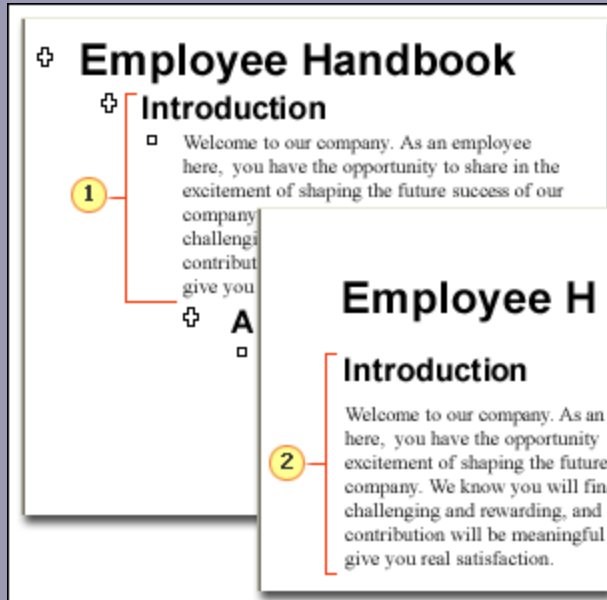 Employee Handbook
Introduction
Welcome to our company. As an employee
here, you have the opportunity to share in the
excitement of shaping the future success of our
company
challengi
contribut
give you
1
A
Employee H
Introduction
Welcome to our company. As an
here, you have the opportunity
excitement of shaping the future
company. We know you will fin
challenging and rewarding, and
contribution will be meaningful
give you real satisfaction.
2